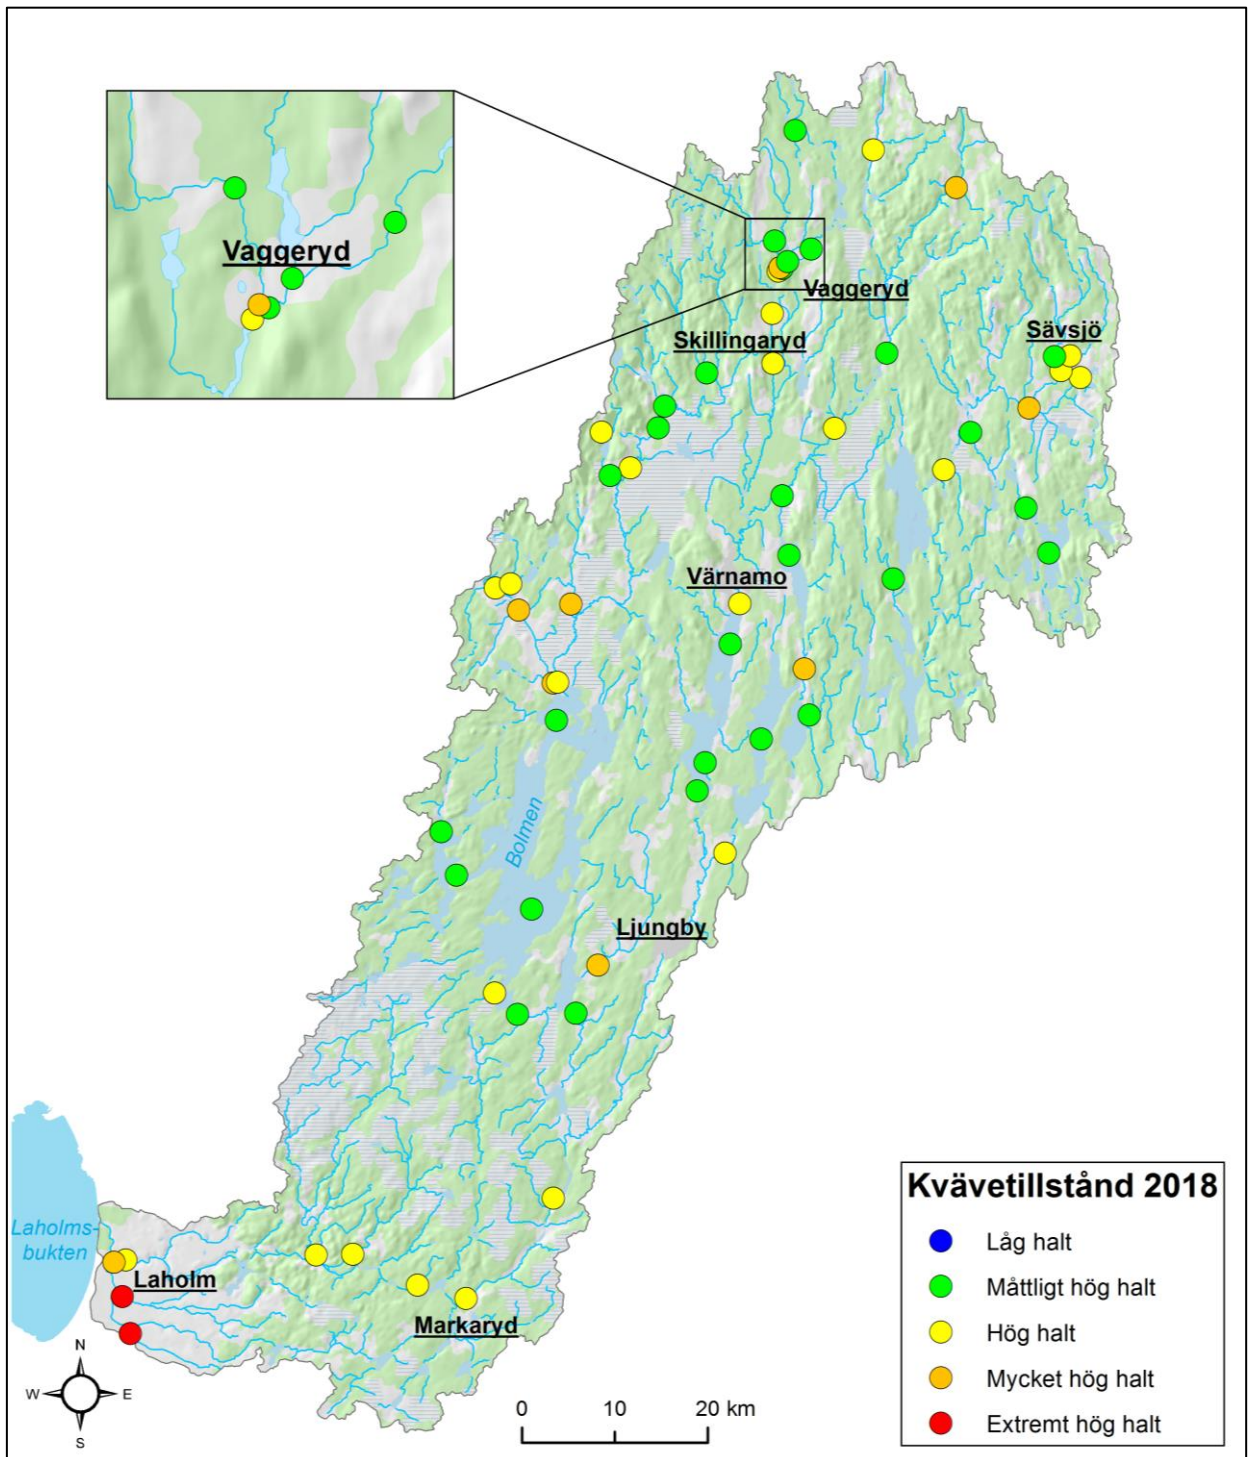 Vaggeryd
Vaggeryd
Skillingaryd
Sävsjö
Värnamo
Bolmen
Ljungby
Laholms-
bukten
Laholm
Markaryd
N
W
E
S
0 10 20 km
Kvävetillstånd 2018
Låg halt
Måttligt hög halt
Hög halt
Mycket hög halt
Extremt hög halt